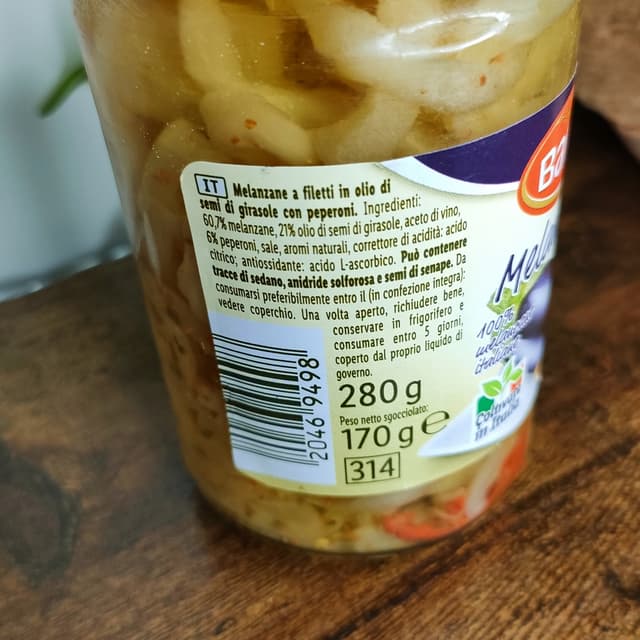 IT Melanzane a filetti in olio di
semi di girasole con peperoni. Ingredienti:
60,7% melanzane, 21% olio di semi di girasole, aceto di vino,
6% peperoni, sale, aromi naturali, correttore di acidità: acido
citrico; antiossidante: acido L-ascorbico. Può contenere
tracce di sedano, anidride solforosa e semi di senape. Da
consumarsi preferibilmente entro il (in confezione integra):
vedere coperchio. Una volta aperto, richiudere bene,
conservare in frigorifero e
consumare entro 5 giorni,
coperto dal proprio liquido di
governo.
2046 9498
280 g
Peso netto sgocciolato:
170 g e
314
100%
Coltivate
in Italia